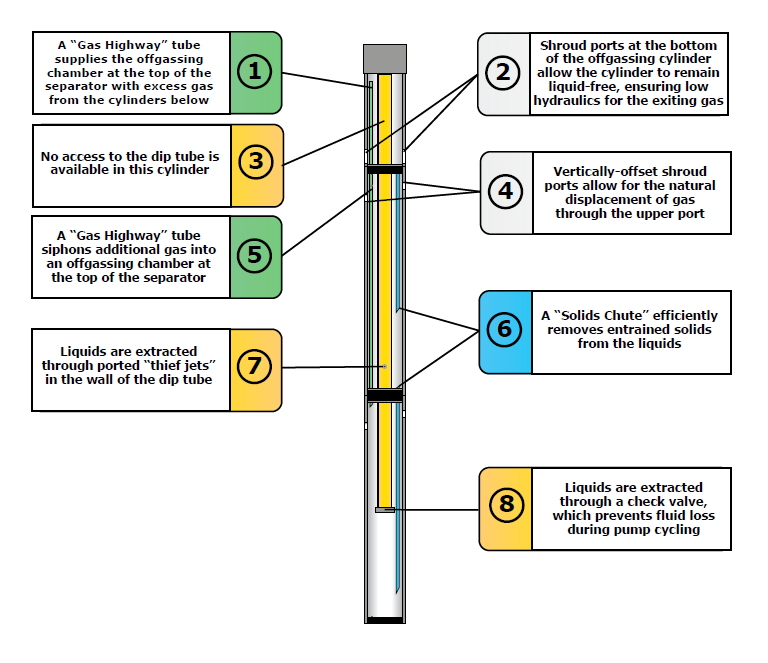 A “Gas Highway” tube
supplies the offgassing
chamber at the top of the
separator with excess gas
from the cylinders below
1
2
Shroud ports at the bottom
of the offgassing cylinder
allow the cylinder to remain
liquid-free, ensuring low
hydraulics for the exiting gas
No access to the dip tube is
available in this cylinder
3
4
Vertically-offset shroud
ports allow for the natural
displacement of gas
through the upper port
A “Gas Highway” tube
siphons additional gas into
an offgassing chamber at
the top of the separator
5
6
A “Solids Chute” efficiently
removes entrained solids
from the liquids
Liquids are extracted
through ported “thief jets”
in the wall of the dip tube
7
8
Liquids are extracted
through a check valve,
which prevents fluid loss
during pump cycling